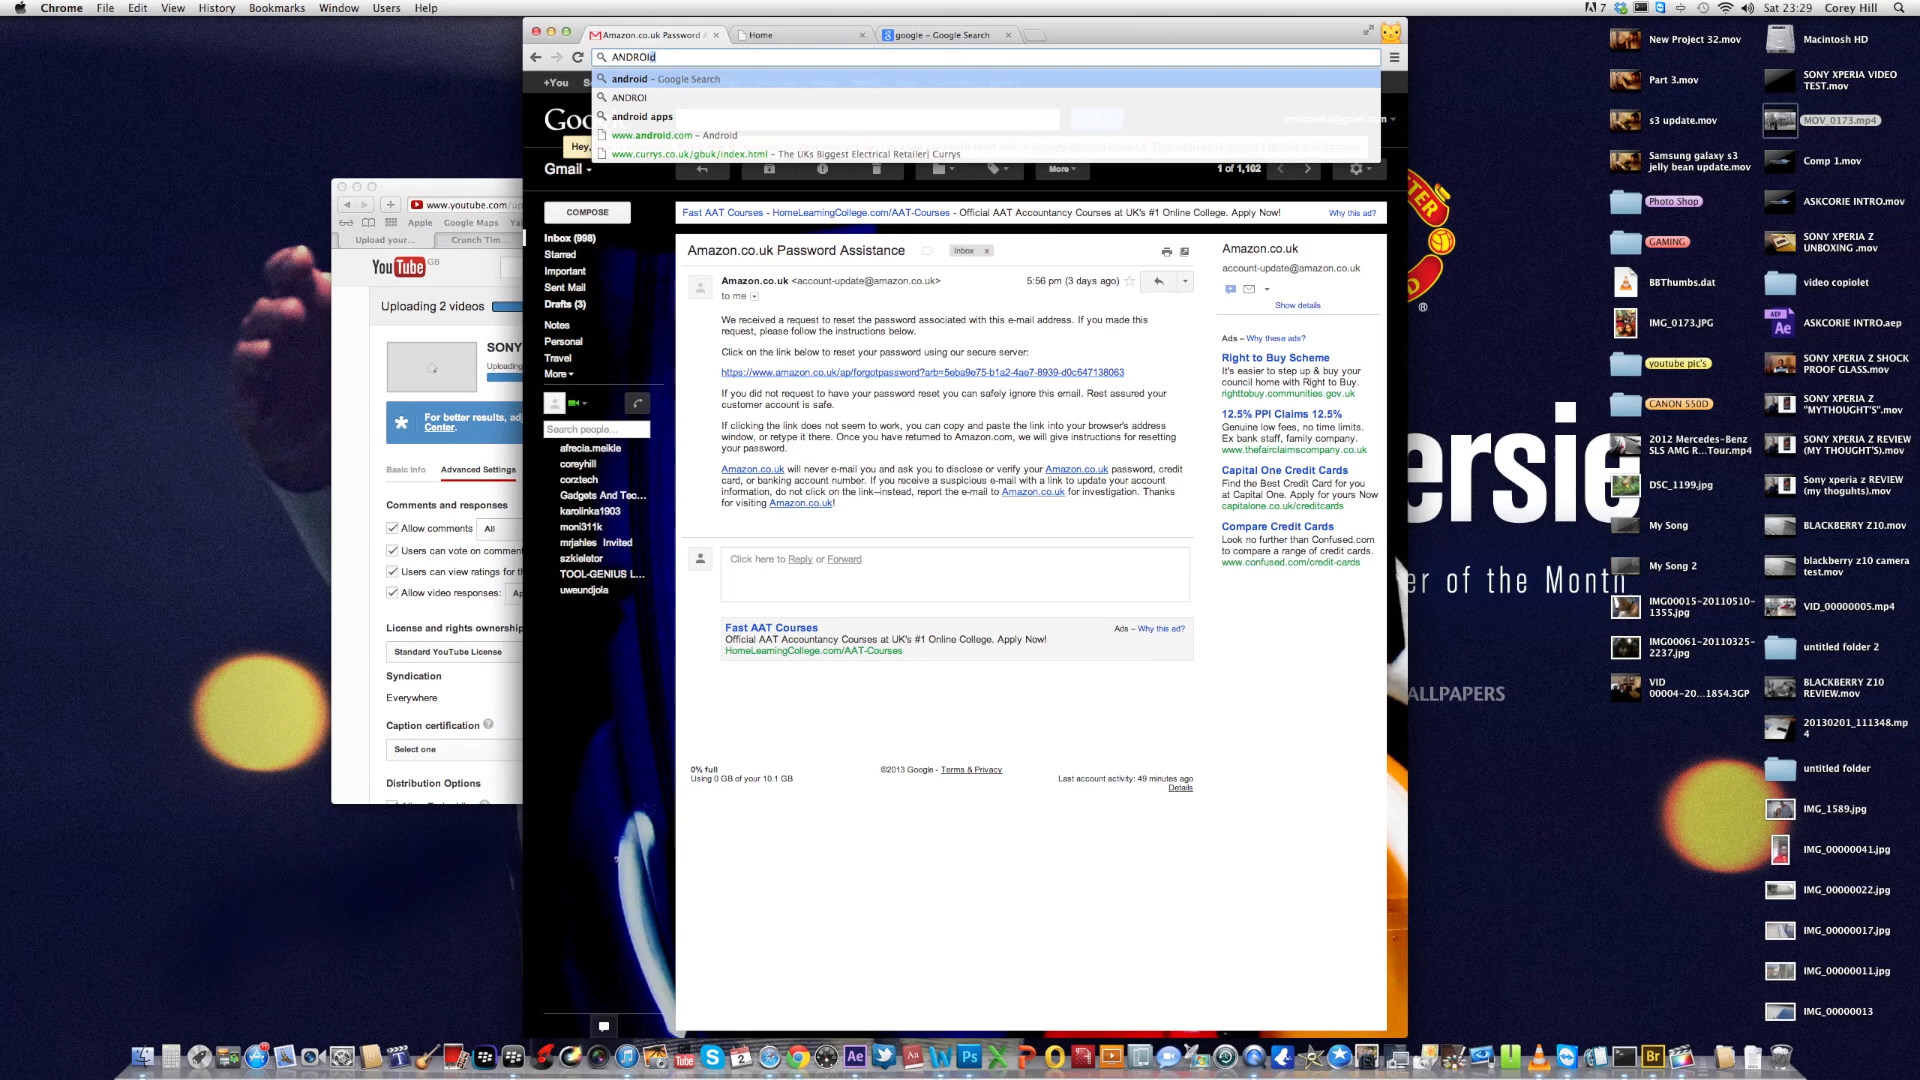 Chrome File Edit View History Bookmarks Window Users Help
7 Sat 23:29 Corey Hill
Amazon.co.uk Password A
Home
google - Google Search
ANDROId
android - Google Search
ANDROI
android apps
www.android.com - Android
www.currys.co.uk/gbuk/index.html - The UKs Biggest Electrical Retailer| Currys
+You
Hey,
Gmail
More
1 of 1,102
COMPOSE
Inbox (998)
Starred
Important
Sent Mail
Drafts (3)
Notes
Personal
Travel
More
Search people...
afrecia.meikle
coreyhill
corztech
Gadgets And Tec...
karolinka1903
moni311k
mrjahles Invited
szkieletor
TOOL-GENIUS L...
uweundjola
Fast AAT Courses - HomeLearningCollege.com/AAT-Courses - Official AAT Accountancy Courses at UK's #1 Online College. Apply Now!
Why this ad?
Amazon.co.uk Password Assistance
Inbox x
Amazon.co.uk <account-update@amazon.co.uk>
5:56 pm (3 days ago)
to me
We received a request to reset the password associated with this e-mail address. If you made this
request, please follow the instructions below.
Click on the link below to reset your password using our secure server:
https://www.amazon.co.uk/ap/forgotpassword?arb=5eba9e75-b1a2-4ae7-8939-d0c647138063
If you did not request to have your password reset you can safely ignore this email. Rest assured your
customer account is safe.
If clicking the link does not seem to work, you can copy and paste the link into your browser's address
window, or retype it there. Once you have returned to Amazon.com, we will give instructions for resetting
your password.
Amazon.co.uk will never e-mail you and ask you to disclose or verify your Amazon.co.uk password, credit
card, or banking account number. If you receive a suspicious e-mail with a link to update your account
information, do not click on the link--instead, report the e-mail to Amazon.co.uk for investigation. Thanks
for visiting Amazon.co.uk!
Click here to Reply or Forward
Fast AAT Courses
Ads – Why this ad?
Official AAT Accountancy Courses at UK's #1 Online College. Apply Now!
HomeLearningCollege.com/AAT-Courses
0% full
Using 0 GB of your 10.1 GB
©2013 Google - Terms & Privacy
Last account activity: 49 minutes ago
Details
Amazon.co.uk
account-update@amazon.co.uk
Show details
Ads – Why these ads?
Right to Buy Scheme
It's easier to step up & buy your
council home with Right to Buy.
righttobuy.communities.gov.uk
12.5% PPI Claims 12.5%
Genuine low fees, no time limits.
Ex bank staff, family company.
www.thefairclaimscompany.co.uk
Capital One Credit Cards
Find the Best Credit Card for you
at Capital One. Apply for yours Now
capitalone.co.uk/creditcards
Compare Credit Cards
Look no further than Confused.com
to compare a range of credit cards.
www.confused.com/credit-cards
www.youtube.com/up
Apple Google Maps Ya
Upload your...
Crunch Tim...
YouTube GB
Uploading 2 videos
SONY
Uploading
For better results, adj
Center.
Basic Info
Advanced Settings
Comments and responses
Allow comments All
Users can vote on comment
Users can view ratings for th
Allow video responses: Ap
License and rights ownership
Standard YouTube License
Syndication
Everywhere
Caption certification ?
Select one
Distribution Options
TER
®
ersie
er of the Month
ALLPAPERS
New Project 32.mov
Part 3.mov
s3 update.mov
Samsung galaxy s3
jelly bean update.mov
Photo Shop
GAMING
BBThumbs.dat
IMG_0173.JPG
youtube pic's
CANON 550D
2012 Mercedes-Benz
SLS AMG R...Tour.mp4
DSC_1199.jpg
My Song
My Song 2
IMG00015-20110510-
1355.jpg
IMG00061-20110325-
2237.jpg
VID
00004-20...1854.3GP
Macintosh HD
SONY XPERIA VIDEO
TEST.mov
MOV_0173.mp4
Comp 1.mov
ASKCORIE INTRO.mov
SONY XPERIA Z
UNBOXING .mov
video copiolet
ASKCORIE INTRO.aep
SONY XPERIA Z SHOCK
PROOF GLASS.mov
SONY XPERIA Z
"MYTHOUGHT'S".mov
SONY XPERIA Z REVIEW
(MY THOUGHT'S).mov
Sony xperia z REVIEW
(my thoguhts).mov
BLACKBERRY Z10.mov
blackberry z10 camera
test.mov
VID_00000005.mp4
untitled folder 2
BLACKBERRY Z10
REVIEW.mov
20130201_111348.mp
4
untitled folder
IMG_1589.jpg
IMG_00000041.jpg
IMG_00000022.jpg
IMG_00000017.jpg
IMG_00000011.jpg
IMG_00000013